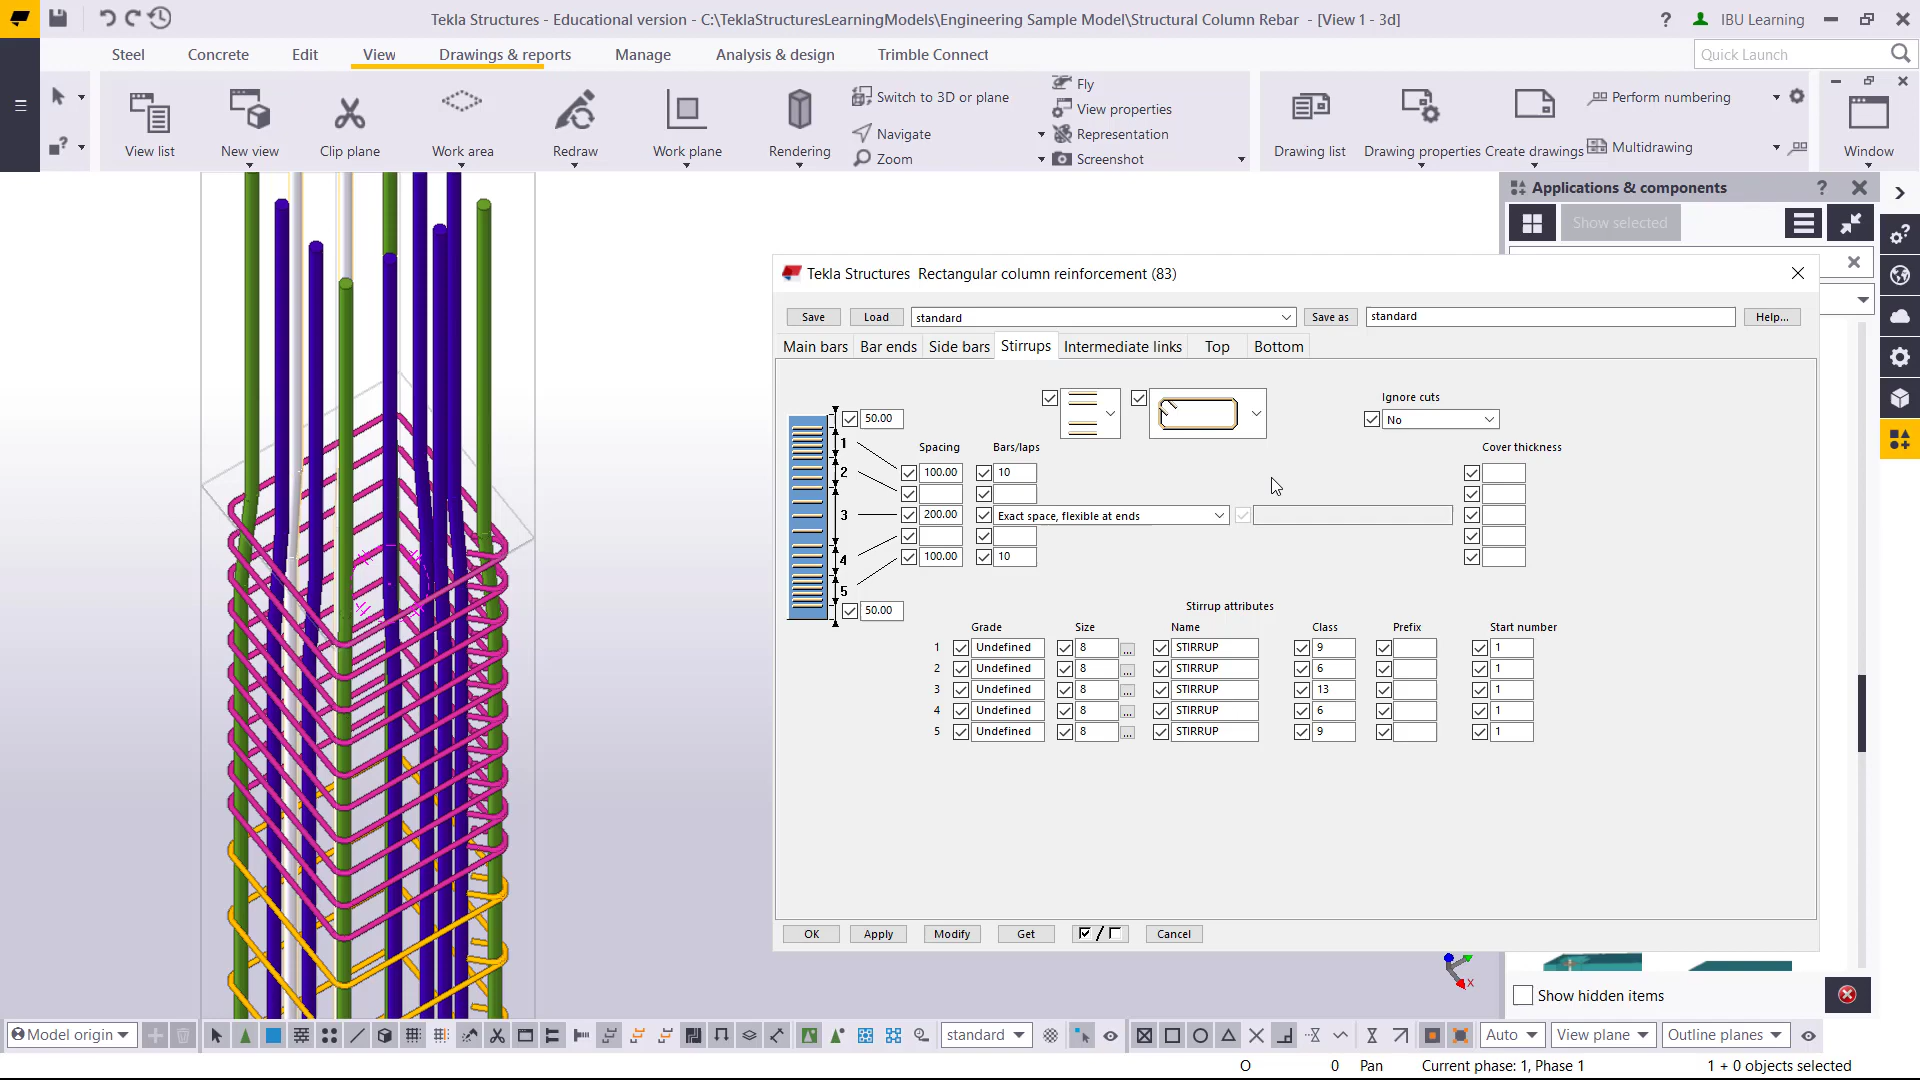 Tekla Structures - Educational version - C:\TeklaStructuresLearningModels\Engineering Sample Model\Structural Column Rebar - [View 1 - 3d]
? IBU Learning
Steel Concrete Edit View Drawings & reports Manage Analysis & design Trimble Connect
Quick Launch
View list
New view
Clip plane
Work area
Redraw
Work plane
Rendering
Switch to 3D or plane
Navigate
Zoom
Fly
View properties
Representation
Screenshot
Drawing list
Drawing properties
Create drawings
Perform numbering
Multidrawing
Window
Applications & components ?
Show selected
Tekla Structures Rectangular column reinforcement (83)
Save Load standard Save as standard Help...
Main bars Bar ends Side bars Stirrups Intermediate links Top Bottom
50.00
Ignore cuts
No
Spacing Bars/laps Cover thickness
1 100.00 10
2
3 200.00 Exact space, flexible at ends
4
5 100.00 10
50.00
Stirrup attributes
Grade Size Name Class Prefix Start number
1 Undefined 8 ... STIRRUP 9 1
2 Undefined 8 ... STIRRUP 6 1
3 Undefined 8 ... STIRRUP 13 1
4 Undefined 8 ... STIRRUP 6 1
5 Undefined 8 ... STIRRUP 9 1
OK Apply Modify Get / Cancel
X
Show hidden items
Model origin standard Auto View plane Outline planes
O 0 Pan Current phase: 1, Phase 1 1 + 0 objects selected